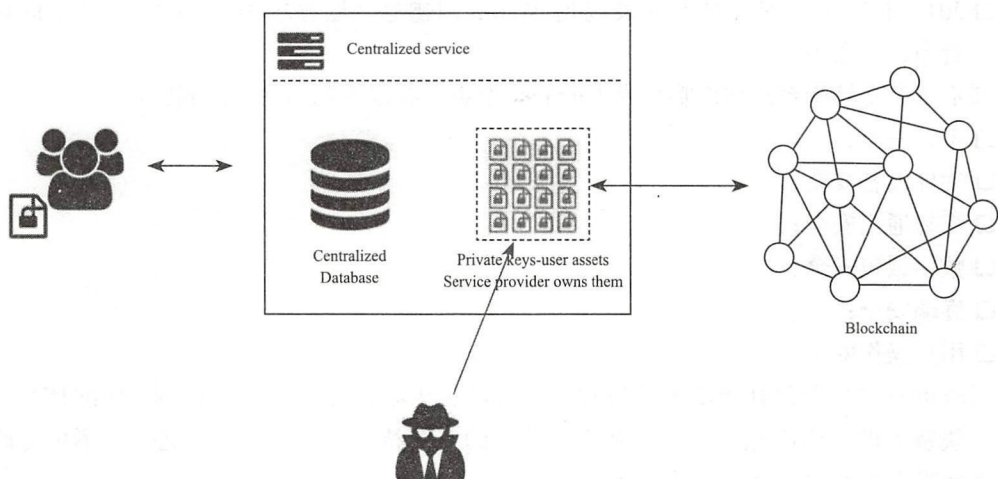 Centralized service
Centralized
Database
Private keys-user assets
Service provider owns them
Blockchain